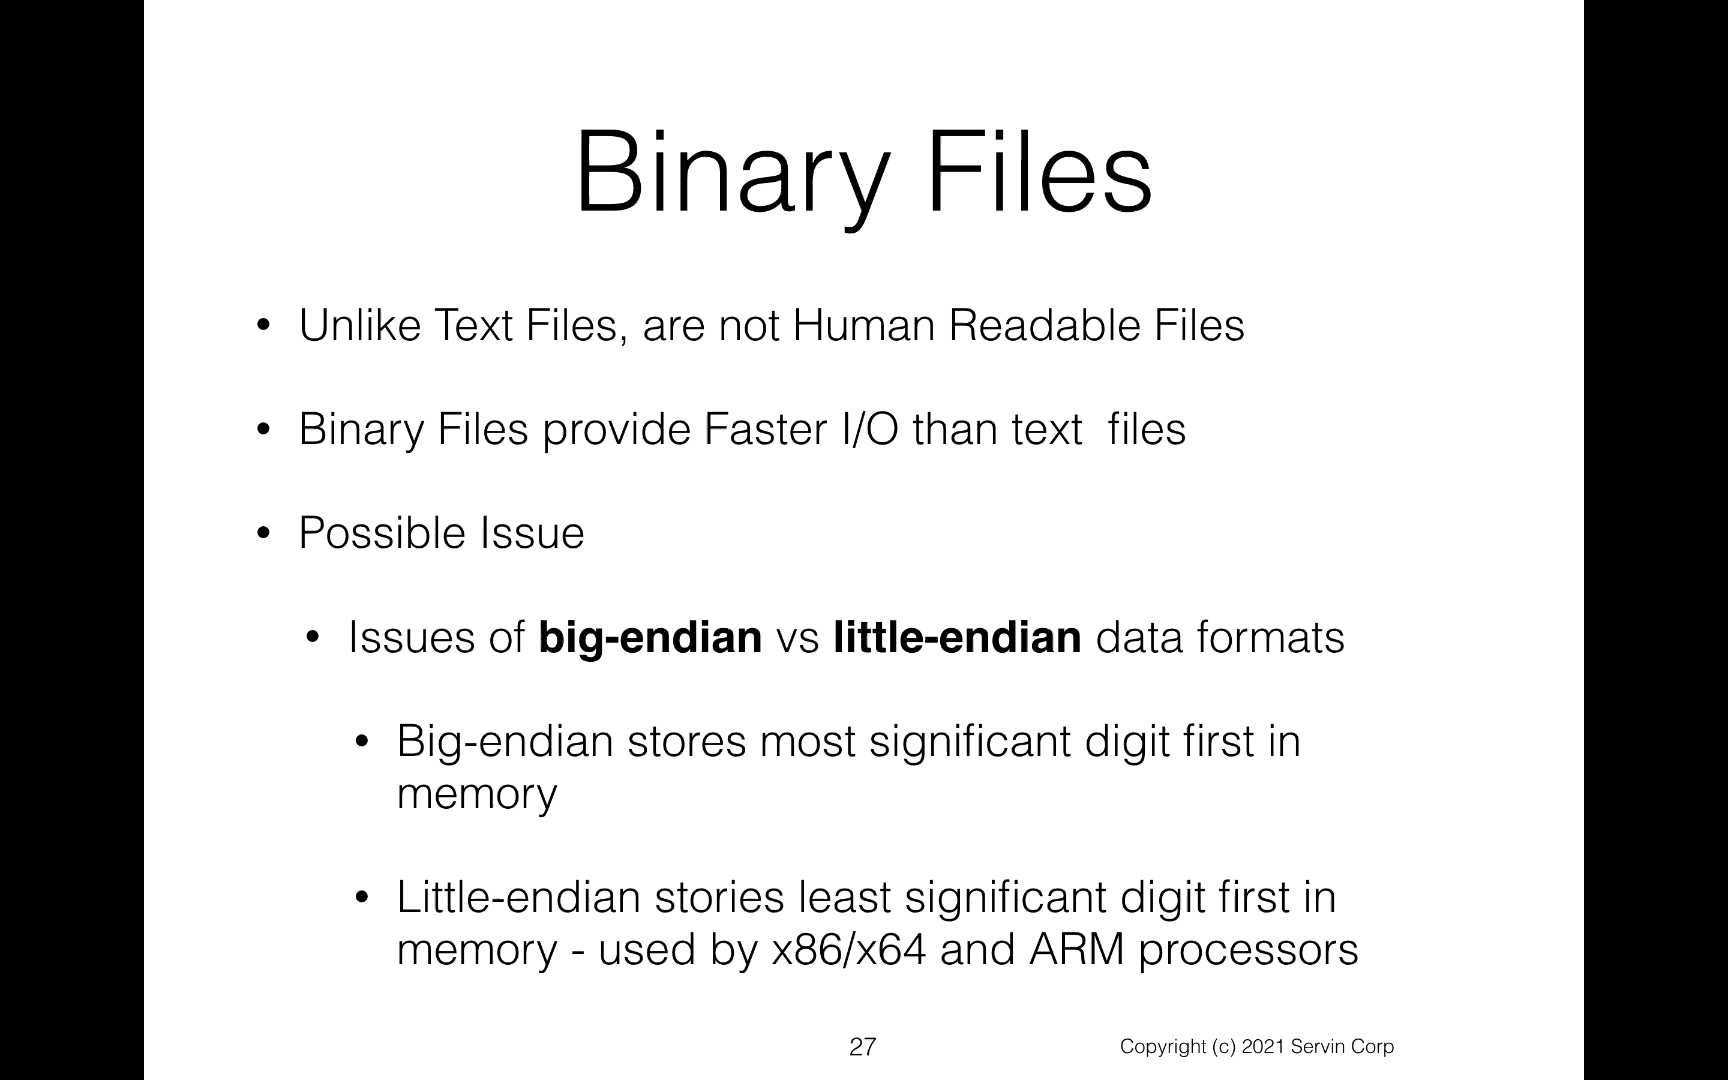 Binary Files
• Unlike Text Files, are not Human Readable Files
• Binary Files provide Faster I/O than text  files
• Possible Issue
• Issues of big-endian vs little-endian data formats
• Big-endian stores most significant digit first in
memory
• Little-endian stories least significant digit first in
memory - used by x86/x64 and ARM processors
27
Copyright (c) 2021 Servin Corp